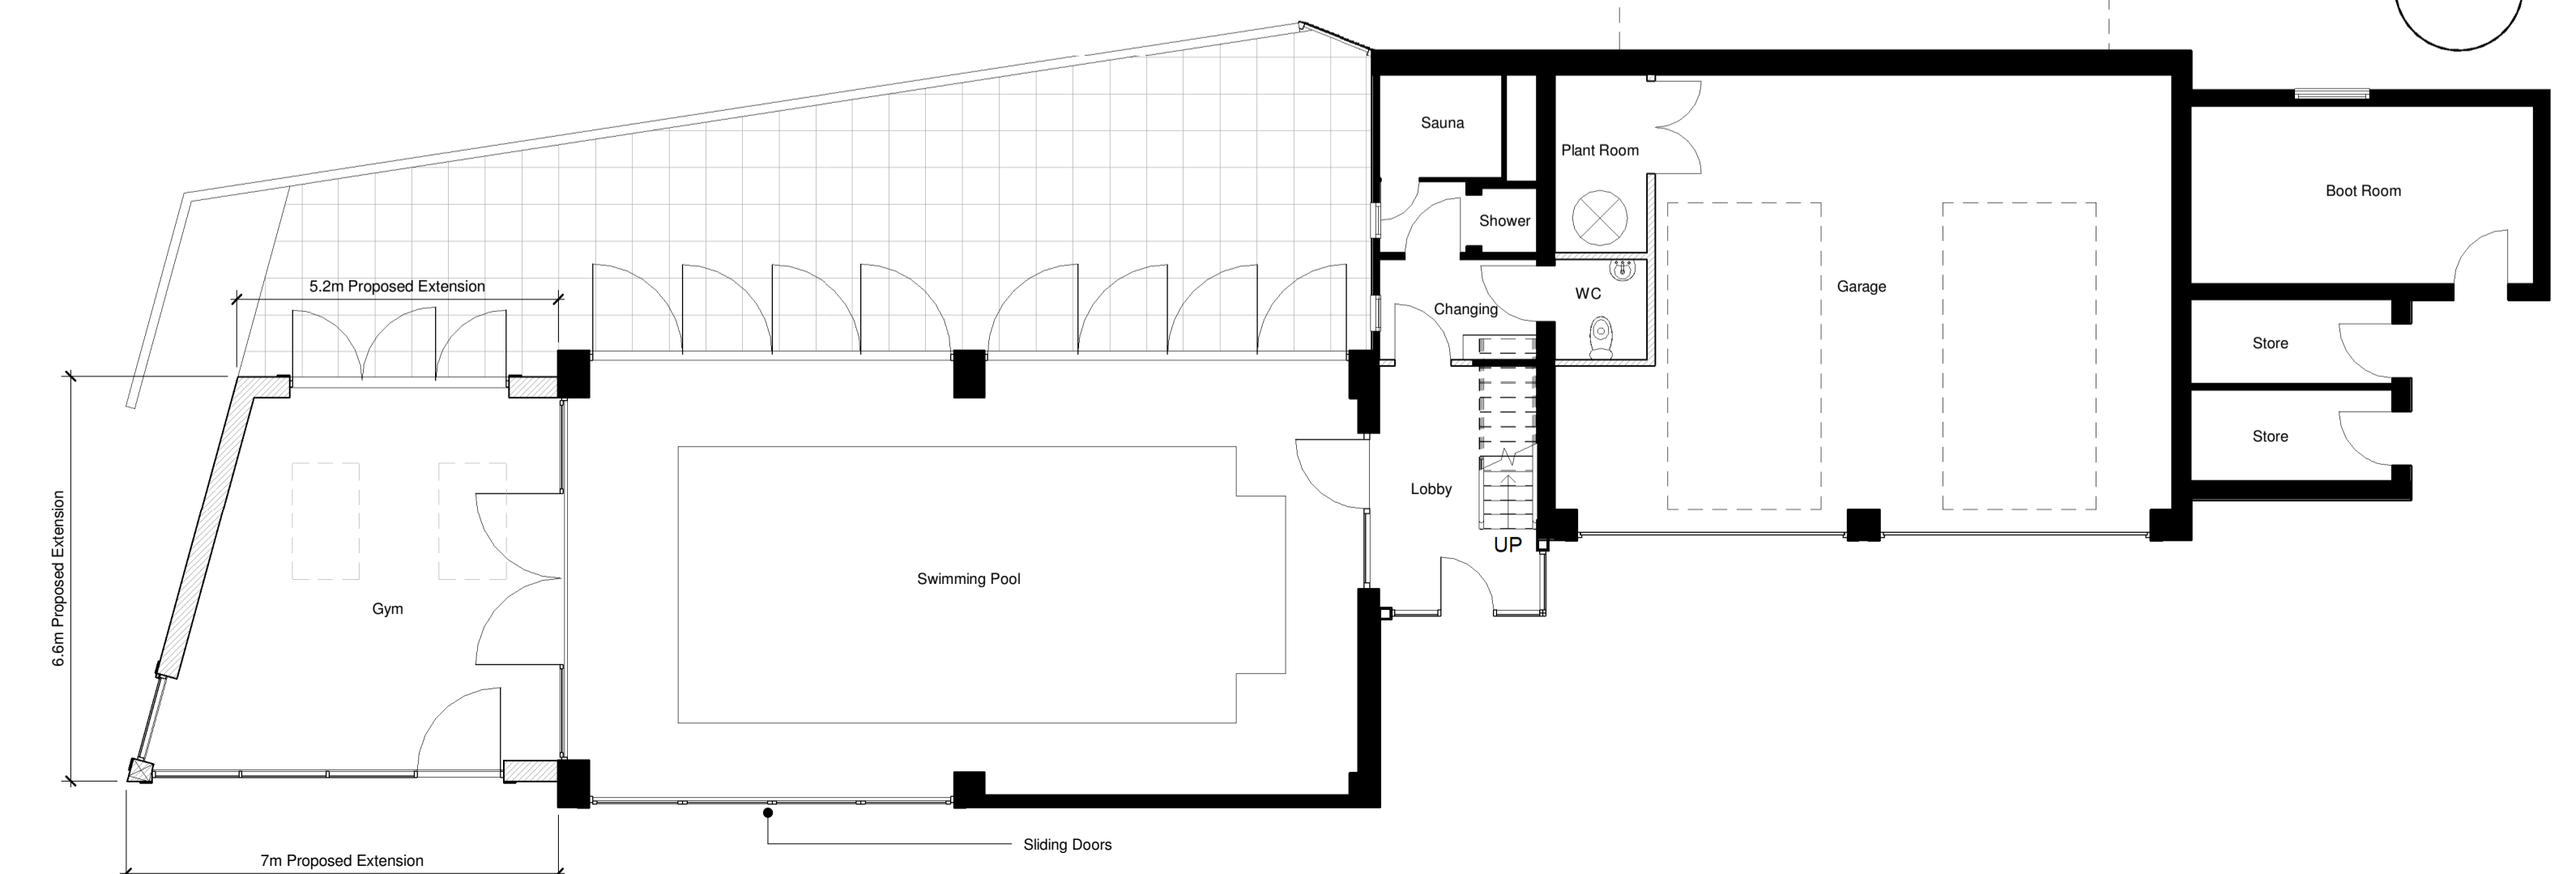 Sauna
Plant Room
Boot Room
Shower
5.2m Proposed Extension
Garage
WC
Changing
Store
Store
Lobby
UP
6.6m Proposed Extension
Swimming Pool
Gym
Sliding Doors
7m Proposed Extension